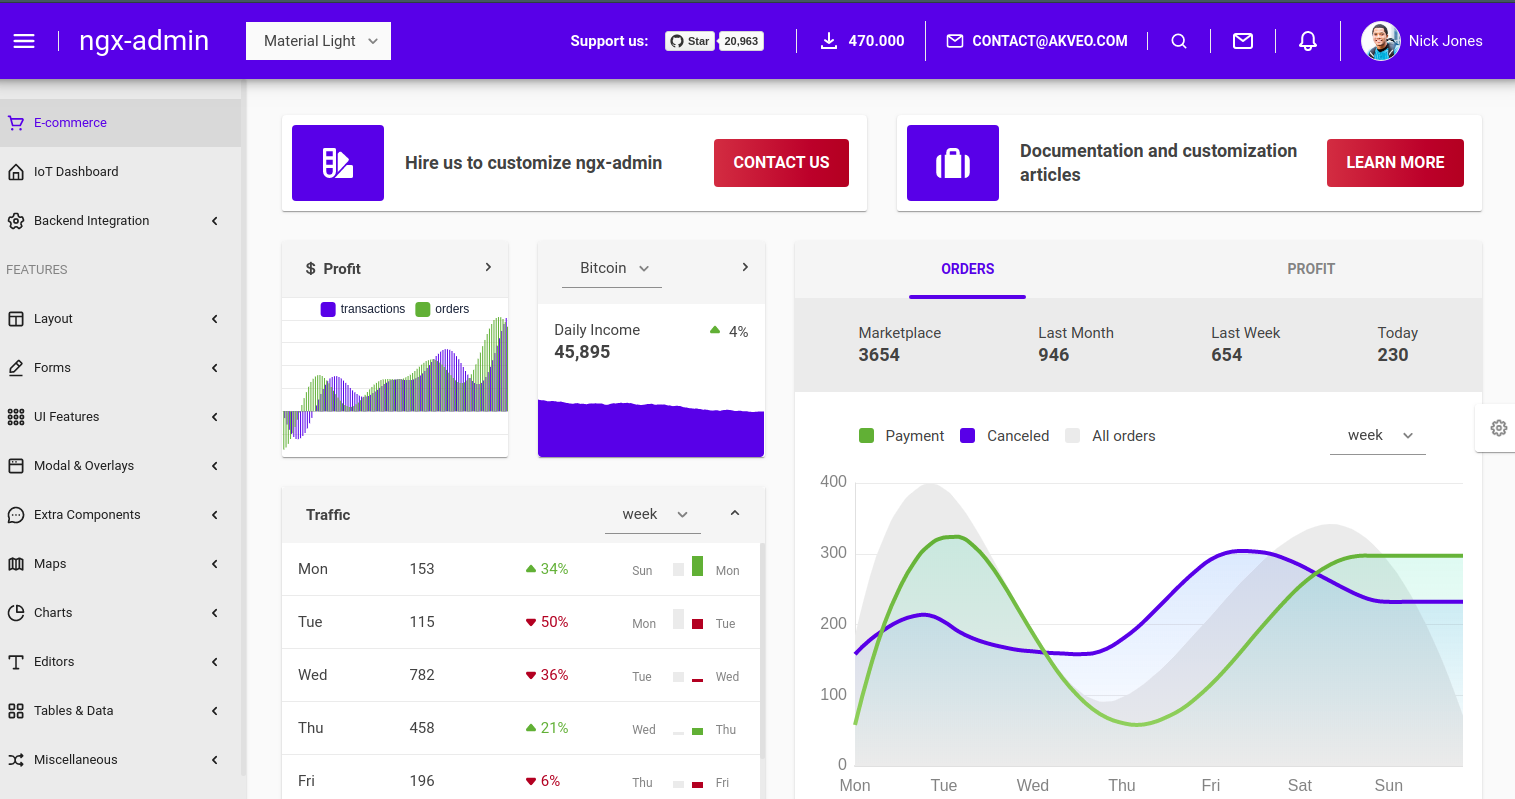 ngx-admin
Material Light
Support us:
Star
20,963
470.000
CONTACT@AKVEO.COM
Nick Jones
E-commerce
IoT Dashboard
Backend Integration
FEATURES
Layout
Forms
UI Features
Modal & Overlays
Extra Components
Maps
Charts
Editors
Tables & Data
Miscellaneous
Hire us to customize ngx-admin
CONTACT US
Documentation and customization
articles
LEARN MORE
$ Profit
transactions
orders
Bitcoin
Daily Income
45,895
4%
Traffic
week
Mon 153 34% Sun Mon
Tue 115 50% Mon Tue
Wed 782 36% Tue Wed
Thu 458 21% Wed Thu
Fri 196 6% Thu Fri
ORDERS
PROFIT
Marketplace Last Month Last Week Today
3654 946 654 230
Payment Canceled All orders
week
400
300
200
100
0
Mon Tue Wed Thu Fri Sat Sun